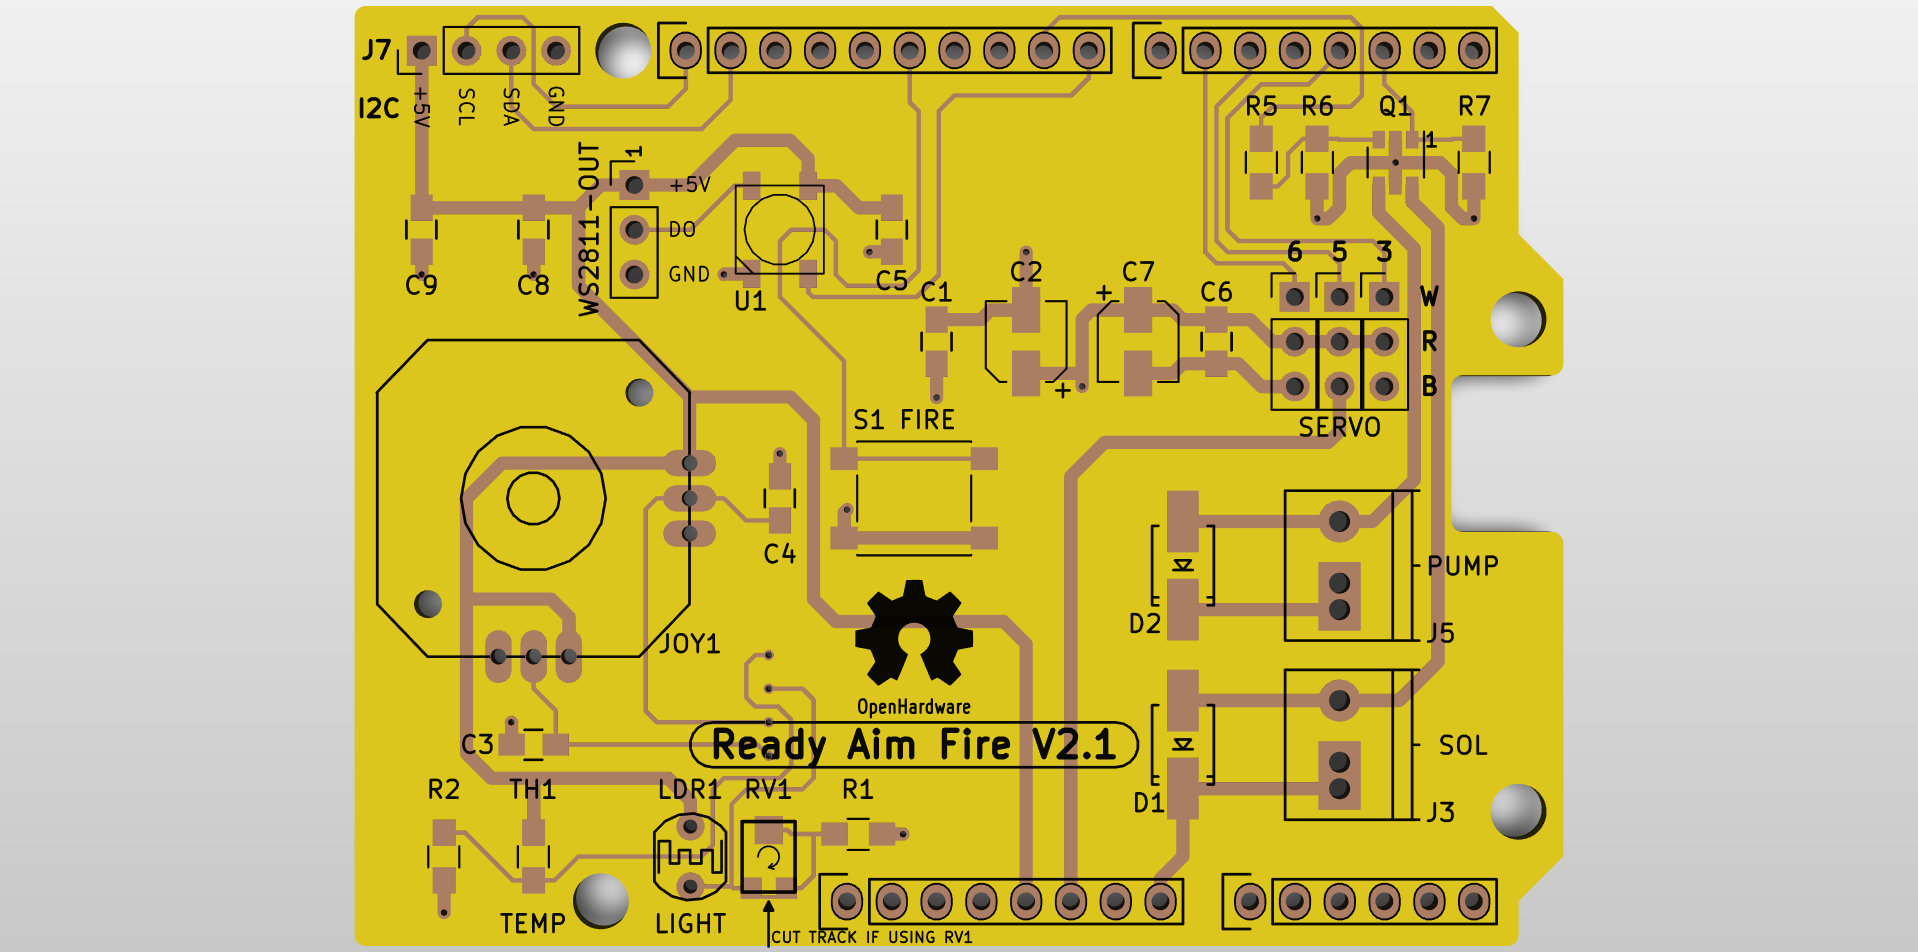 J7
I2C
+5V
SCL
SDA
GND
R5
R6
Q1
R7
1
WS2811-OUT
1
+5V
DO
GND
U1
C9
C8
C5
C1
C2
+
C7
+
C6
6
5
3
W
R
B
SERVO
S1 FIRE
C4
JOY1
D2
PUMP
J5
OpenHardware
Ready Aim Fire V2.1
C3
SOL
D1
J3
R2
TH1
LDR1
RV1
R1
TEMP
LIGHT
CUT TRACK IF USING RV1